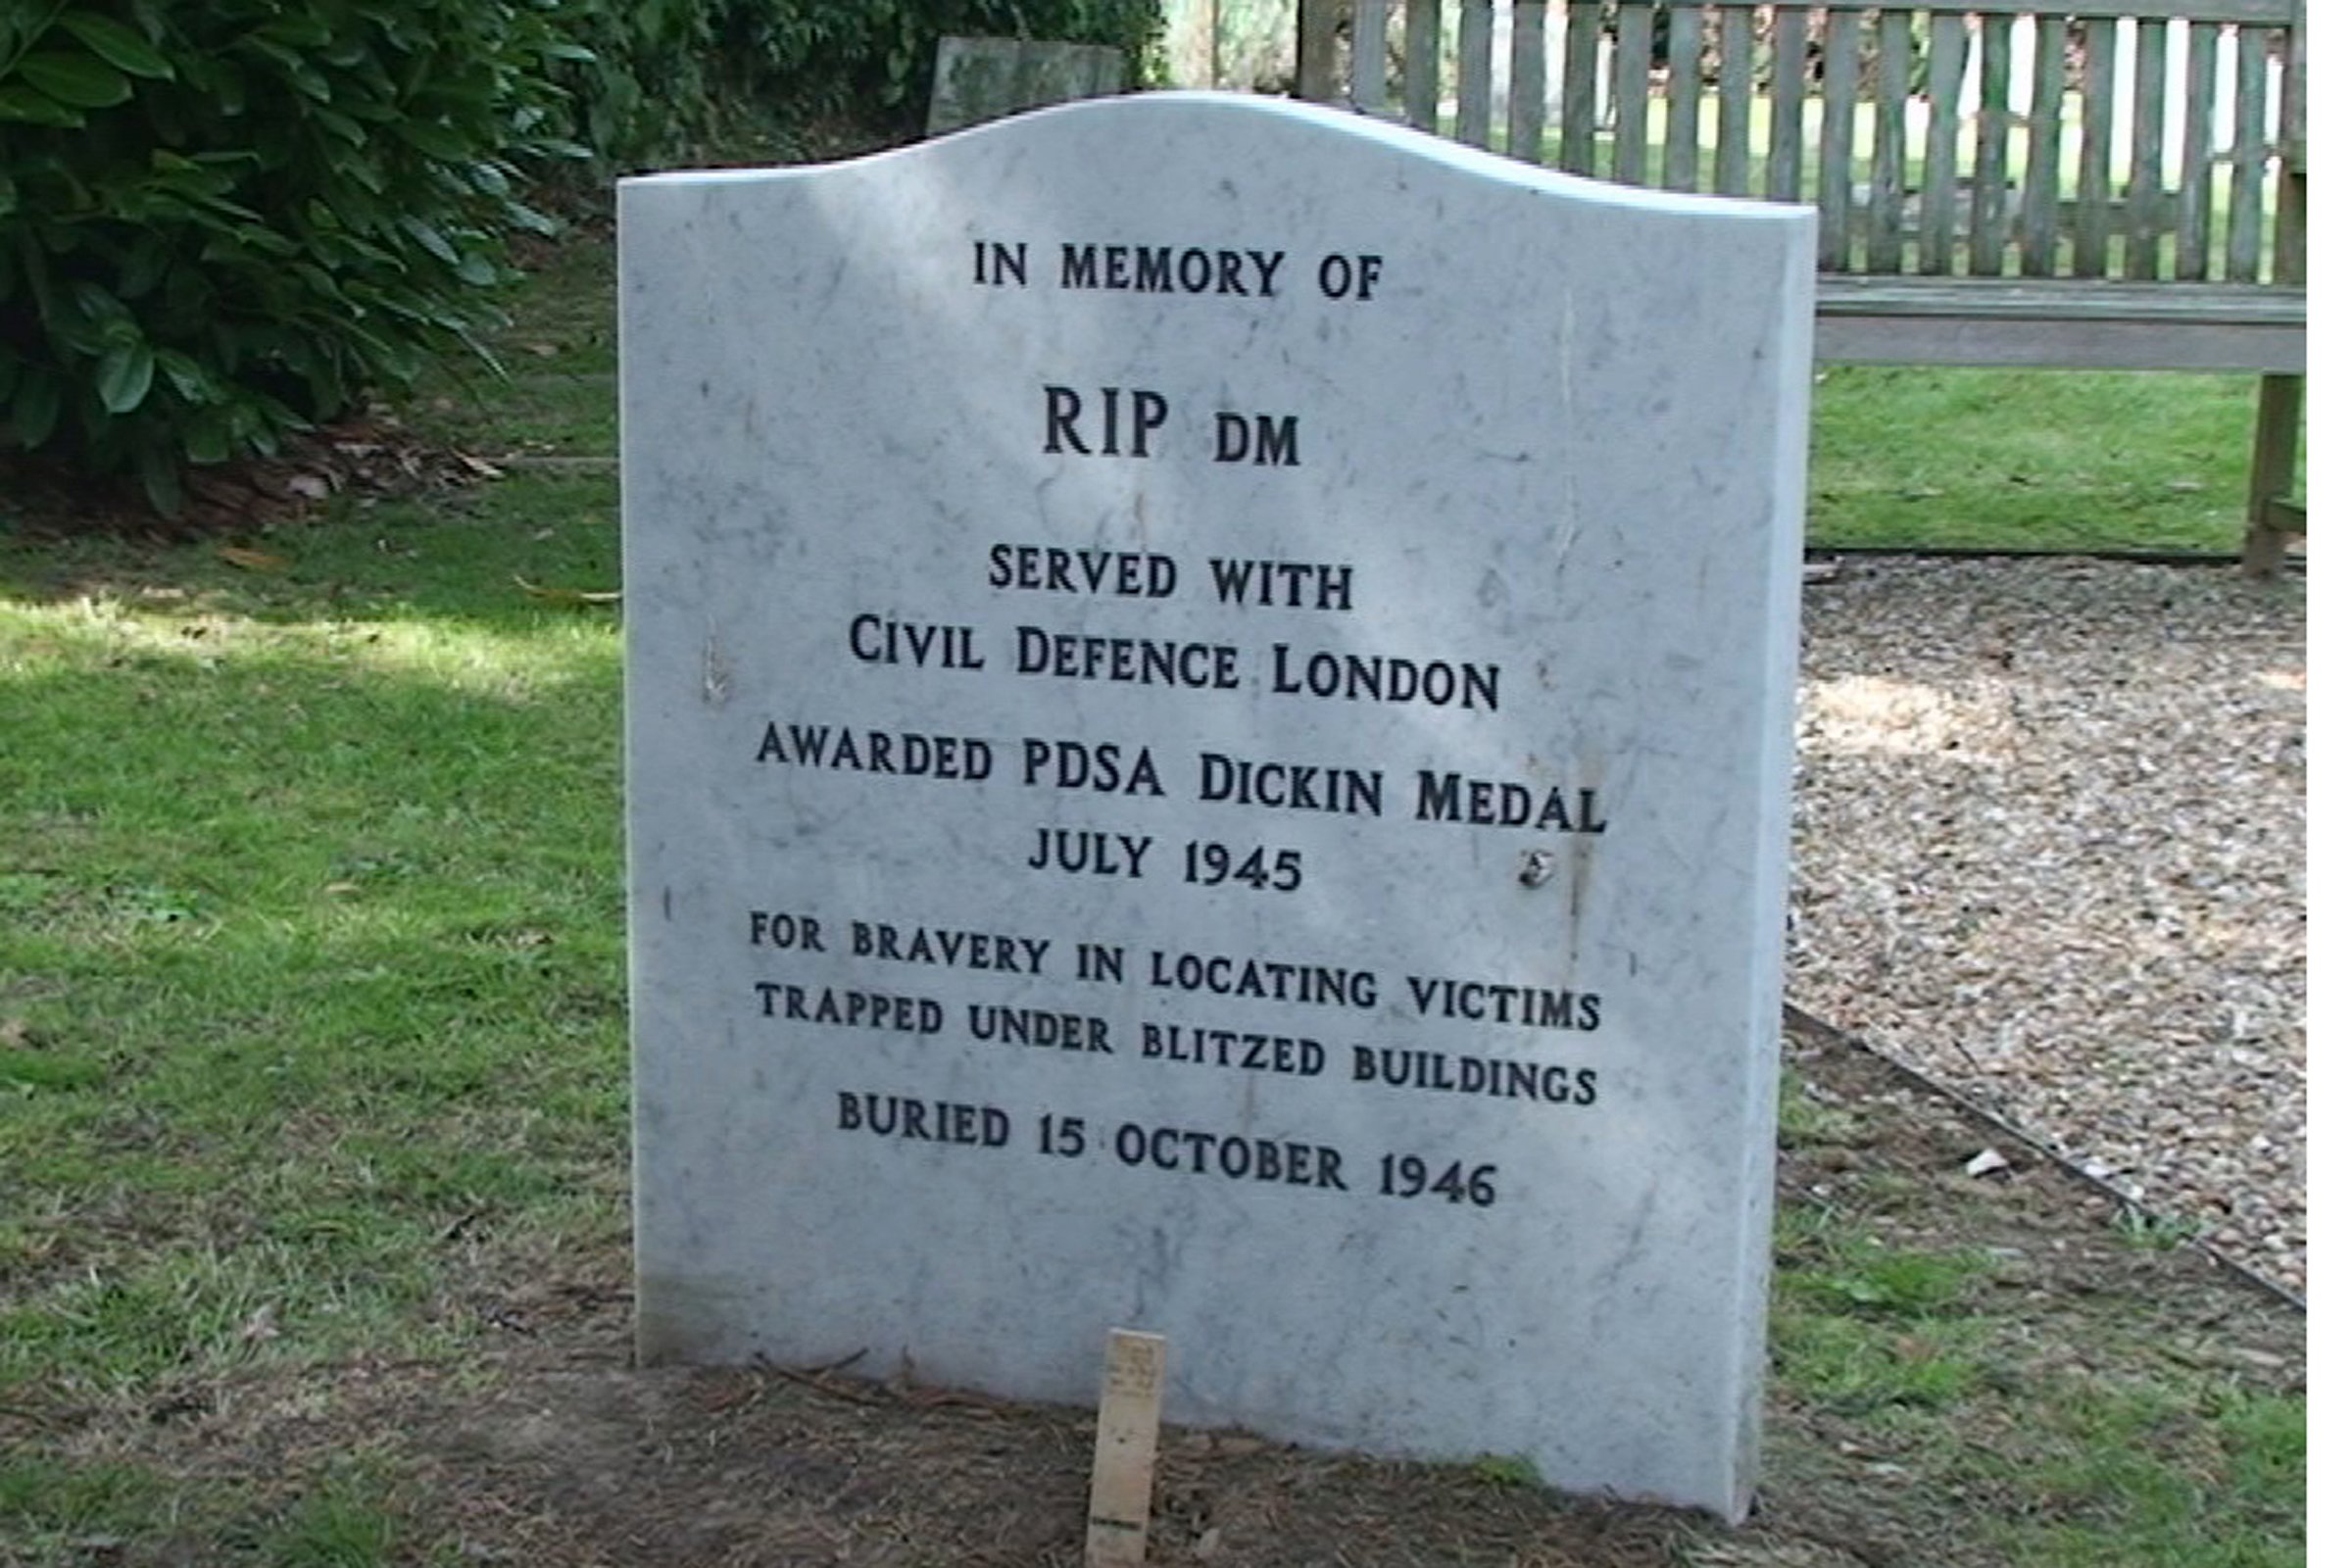 IN MEMORY OF
RIP DM
SERVED WITH
CIVIL DEFENCE LONDON
AWARDED PDSA DICKIN MEDAL
JULY 1945
FOR BRAVERY IN LOCATING VICTIMS
TRAPPED UNDER BLITZED BUILDINGS
BURIED 15 OCTOBER 1946